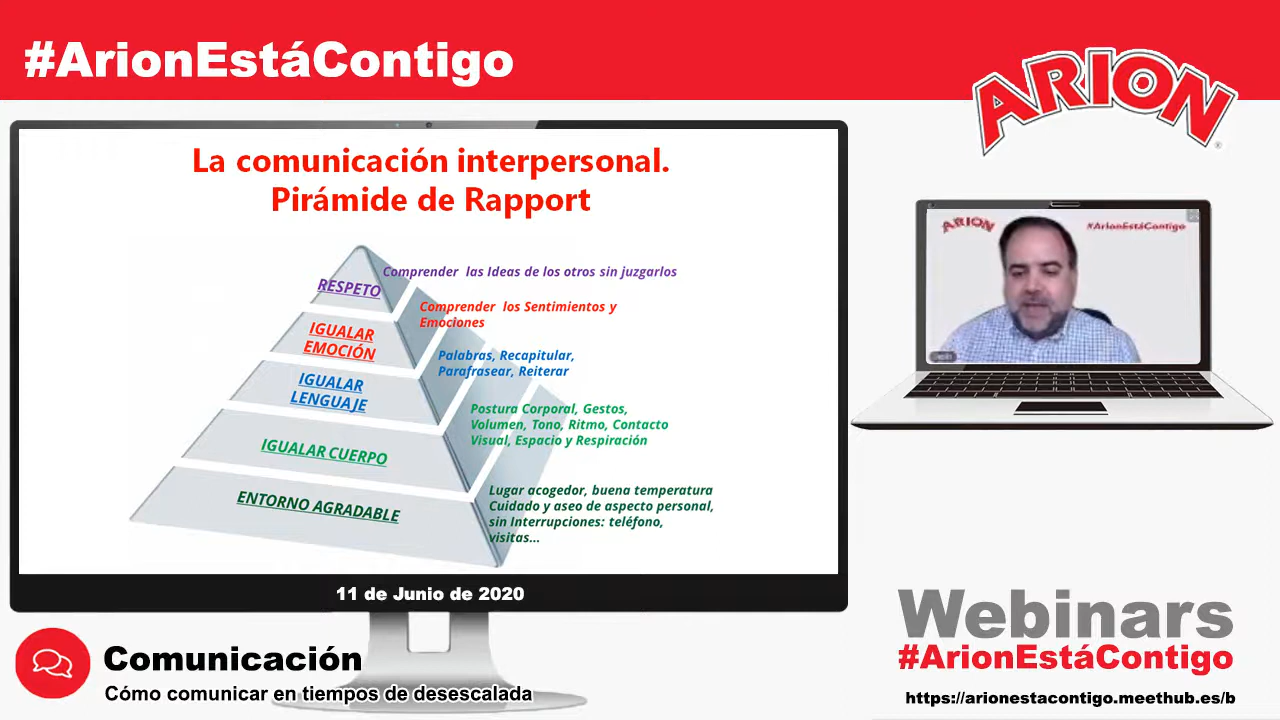 #ArionEstáContigo
ARION
La comunicación interpersonal.
Pirámide de Rapport
RESPETO
Comprender las Ideas de los otros sin juzgarlos
IGUALAR
EMOCIÓN
Comprender los Sentimientos y
Emociones
IGUALAR
LENGUAJE
Palabras, Recapitular,
Parafrasear, Reiterar
IGUALAR CUERPO
Postura Corporal, Gestos,
Volumen, Tono, Ritmo, Contacto
Visual, Espacio y Respiración
ENTORNO AGRADABLE
Lugar acogedor, buena temperatura
Cuidado y aseo de aspecto personal,
sin Interrupciones: teléfono,
visitas...
11 de Junio de 2020
ARION
#ArionEstáContigo
Comunicación
Cómo comunicar en tiempos de desescalada
Webinars
#ArionEstáContigo
https://arionestacontigo.meethub.es/b